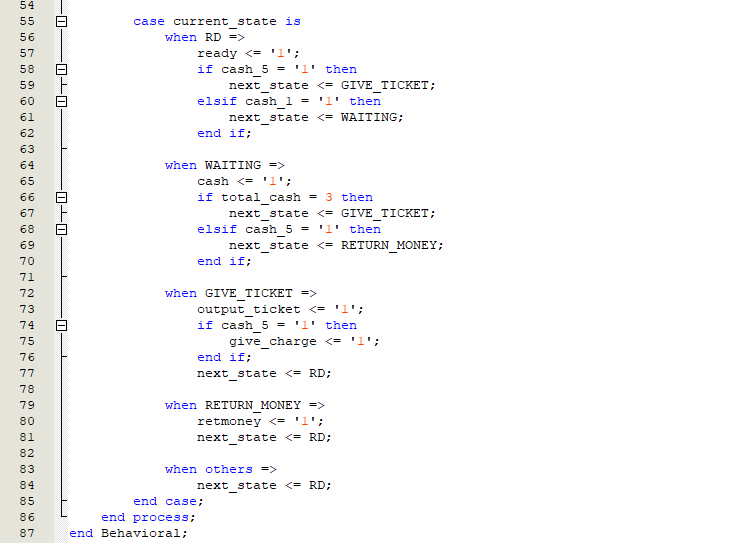 54
55 case current_state is
56 when RD =>
57 ready <= '1';
58 if cash_5 = '1' then
59 next_state <= GIVE_TICKET;
60 elsif cash_1 = '1' then
61 next_state <= WAITING;
62 end if;
63
64 when WAITING =>
65 cash <= '1';
66 if total_cash = 3 then
67 next_state <= GIVE_TICKET;
68 elsif cash_5 = '1' then
69 next_state <= RETURN_MONEY;
70 end if;
71
72 when GIVE_TICKET =>
73 output_ticket <= '1';
74 if cash_5 = '1' then
75 give_charge <= '1';
76 end if;
77 next_state <= RD;
78
79 when RETURN_MONEY =>
80 retmoney <= '1';
81 next_state <= RD;
82
83 when others =>
84 next_state <= RD;
85 end case;
86 end process;
87 end Behavioral;